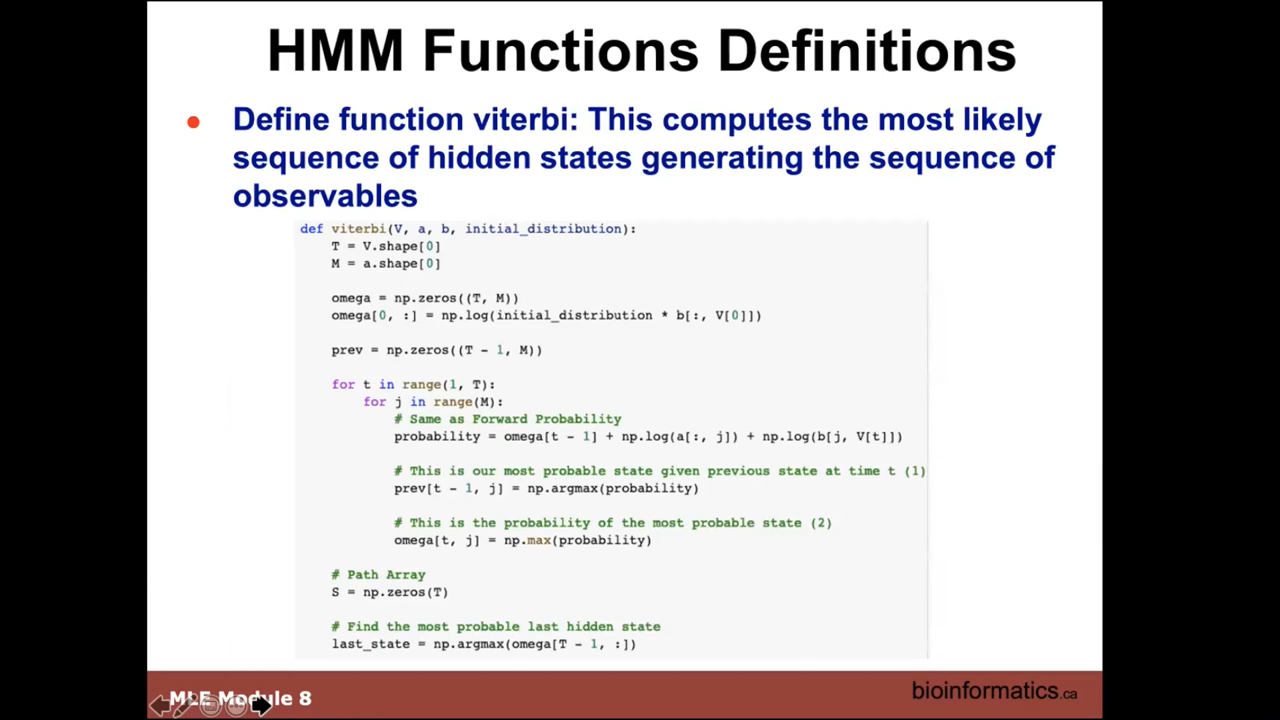 HMM Functions Definitions
• Define function viterbi: This computes the most likely
sequence of hidden states generating the sequence of
observables
def viterbi(V, a, b, initial_distribution):
    T = V.shape[0]
    M = a.shape[0]
    omega = np.zeros((T, M))
    omega[0, :] = np.log(initial_distribution * b[:, V[0]])
    prev = np.zeros((T - 1, M))
    for t in range(1, T):
        for j in range(M):
            # Same as Forward Probability
            probability = omega[t - 1] + np.log(a[:, j]) + np.log(b[j, V[t]])
            # This is our most probable state given previous state at time t (1)
            prev[t - 1, j] = np.argmax(probability)
            # This is the probability of the most probable state (2)
            omega[t, j] = np.max(probability)
    # Path Array
    S = np.zeros(T)
    # Find the most probable last hidden state
    last_state = np.argmax(omega[T - 1, :])
MLE Module 8
bioinformatics.ca